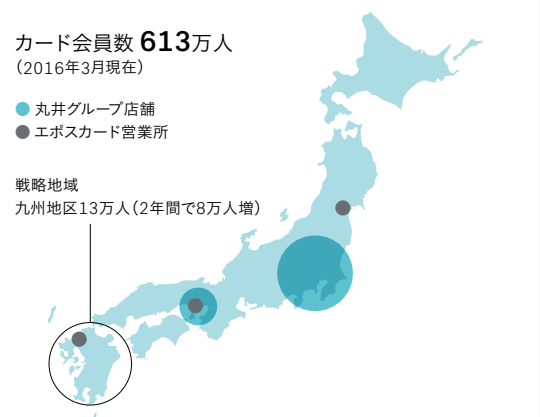 カード会員数 613万人
（2016年3月現在）
丸井グループ店舗
エポスカード営業所
戦略地域
九州地区13万人（2年間で8万人増）